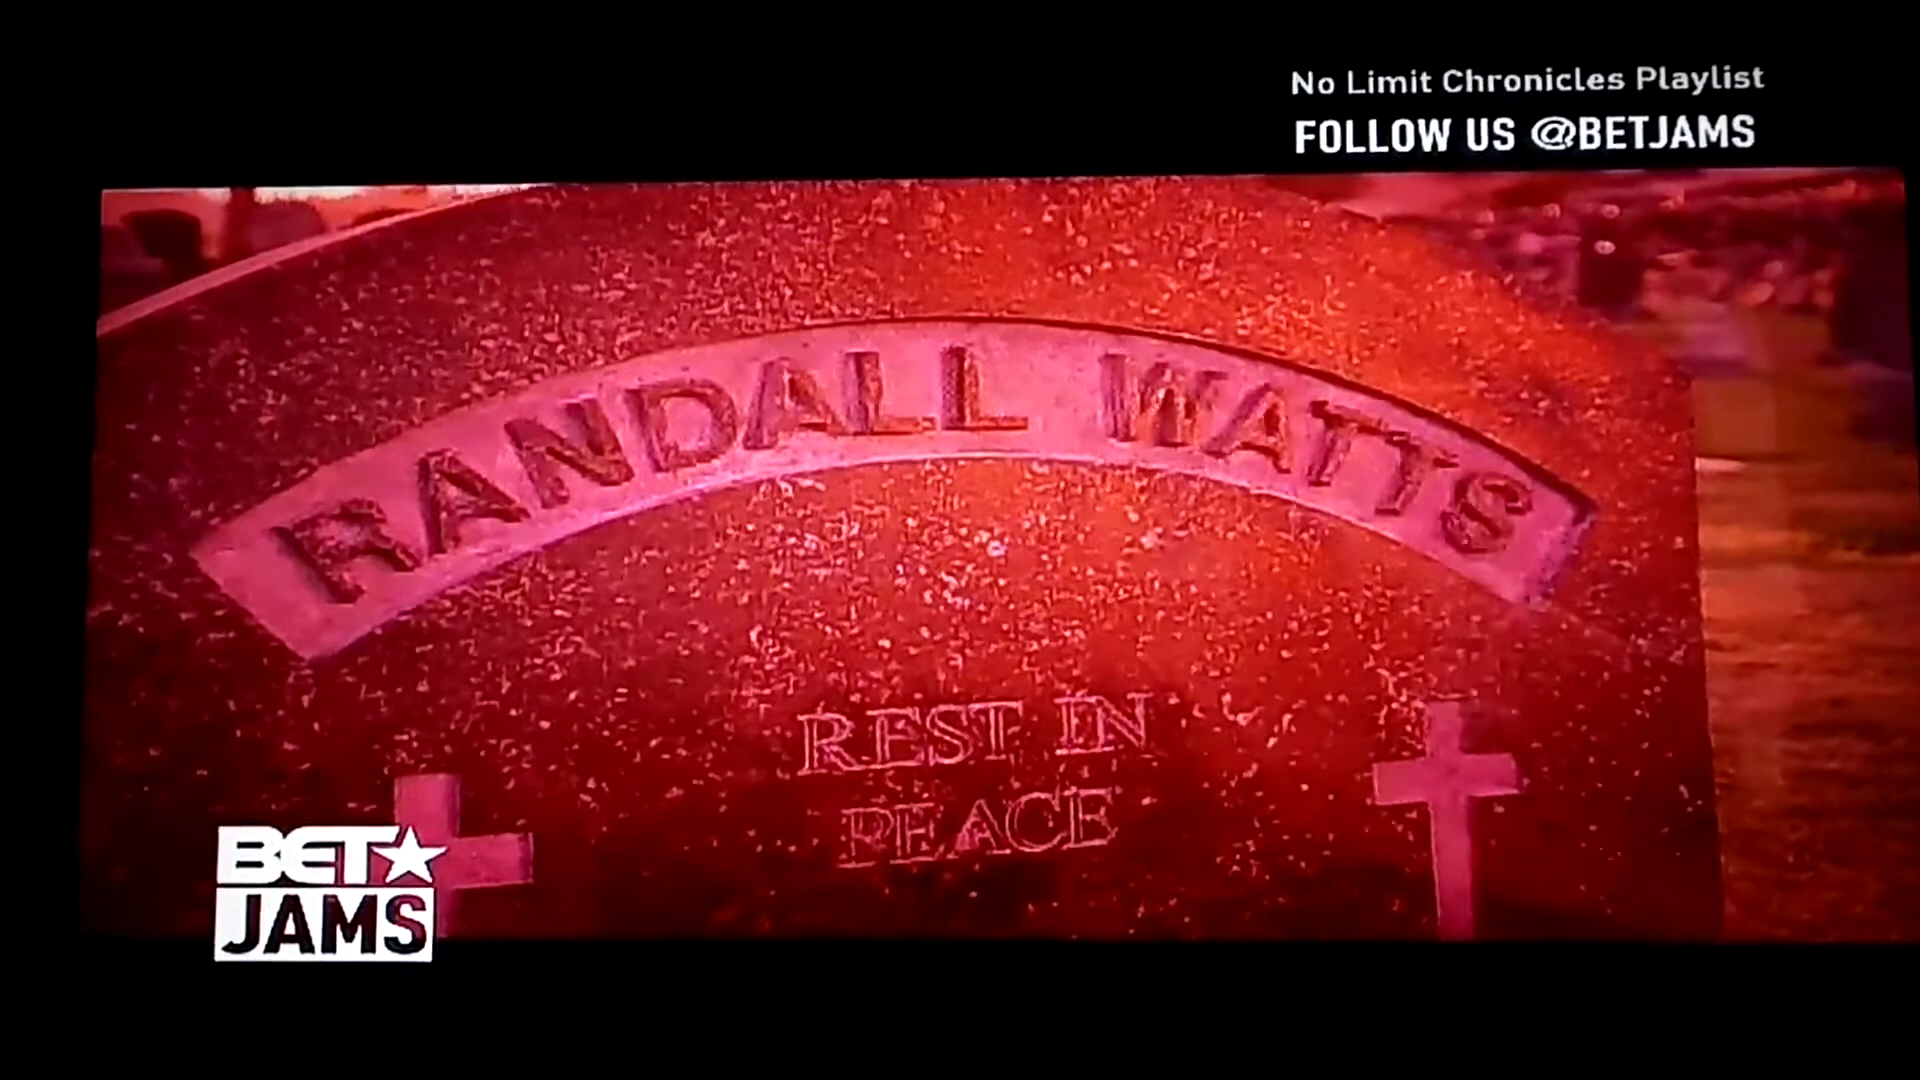 No Limit Chronicles Playlist
FOLLOW US @BETJAMS
RANDALL WATTS
REST IN
PEACE
BET
JAMS